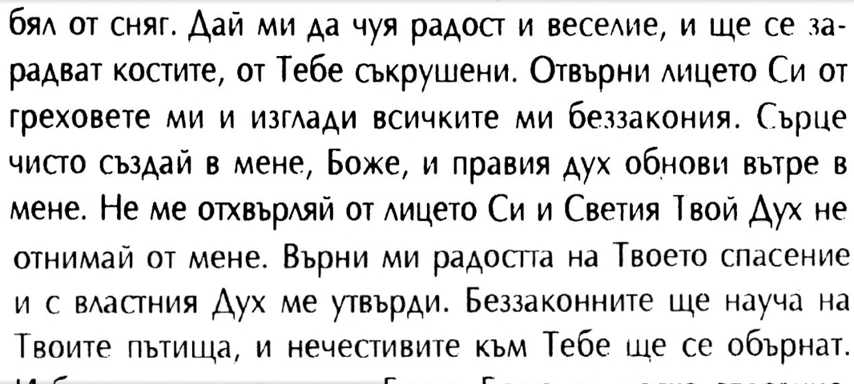 бял от сняг. Дай ми да чуя радост и веселие, и ще се за-
радват костите, от Тебе съкрушени. Отвърни лицето Си от
греховете ми и изглади всичките ми беззакония. Сърце
чисто създай в мене, Боже, и правия дух обнови вътре в
мене. Не ме отхвърляй от лицето Си и Светия Твой Дух не
отнимай от мене. Върни ми радостта на Твоето спасение
и с властния Дух ме утвърди. Беззаконните ще науча на
Твоите пътища, и нечестивите към Тебе ще се обърнат.